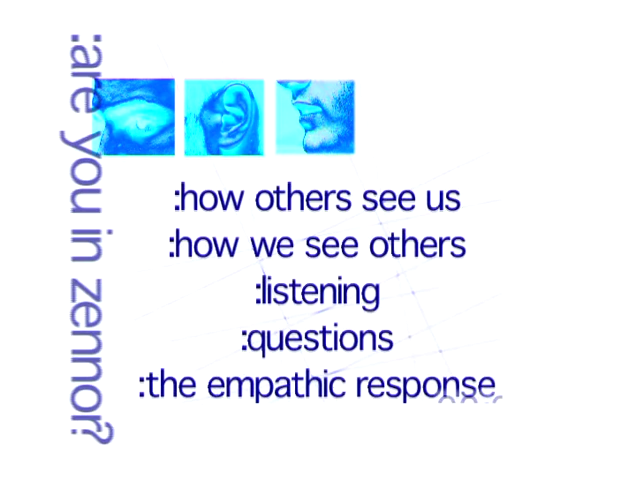 :are you in zennor?
:how others see us
:how we see others
:listening
:questions
:the empathic response